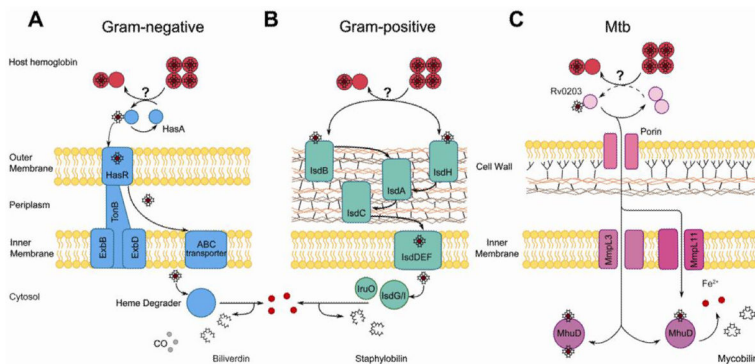 A
Gram-negative
B
Gram-positive
C
Mtb
Host hemoglobin
?
?
?
HasA
Rv0203
Porin
Outer
Membrane
HasR
IsdB
IsdH
IsdA
IsdC
Cell Wall
Periplasm
TonB
Inner
Membrane
ExbB
ExbD
ABC
transporter
IsdDEF
Inner
Membrane
MmpL3
MmpL11
Cytosol
Heme Degrader
IruO
IsdG/I
Fe²⁺
MhuD
MhuD
CO
Biliverdin
Staphylobilin
Mycobilin